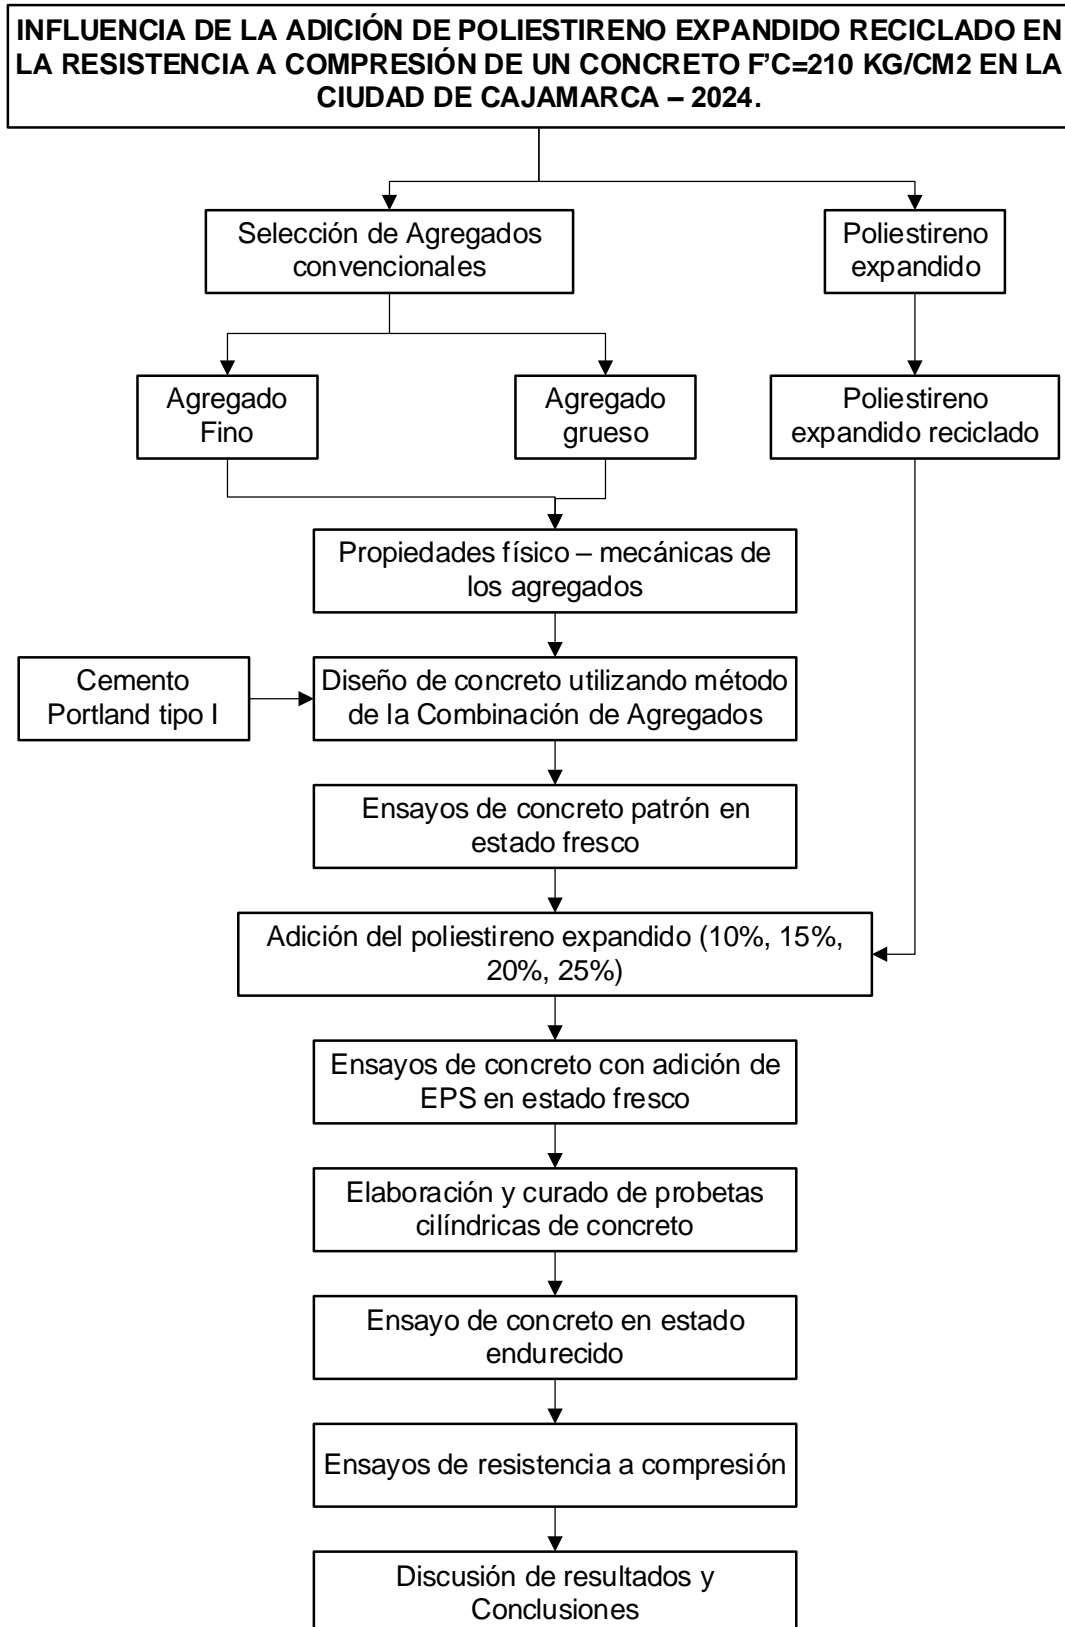 INFLUENCIA DE LA ADICIÓN DE POLIESTIRENO EXPANDIDO RECICLADO EN
LA RESISTENCIA A COMPRESIÓN DE UN CONCRETO F'C=210 KG/CM2 EN LA
CIUDAD DE CAJAMARCA – 2024.
Selección de Agregados
convencionales
Poliestireno
expandido
Agregado
Fino
Agregado
grueso
Poliestireno
expandido reciclado
Propiedades físico – mecánicas de
los agregados
Cemento
Portland tipo I
Diseño de concreto utilizando método
de la Combinación de Agregados
Ensayos de concreto patrón en
estado fresco
Adición del poliestireno expandido (10%, 15%,
20%, 25%)
Ensayos de concreto con adición de
EPS en estado fresco
Elaboración y curado de probetas
cilíndricas de concreto
Ensayo de concreto en estado
endurecido
Ensayos de resistencia a compresión
Discusión de resultados y
Conclusiones